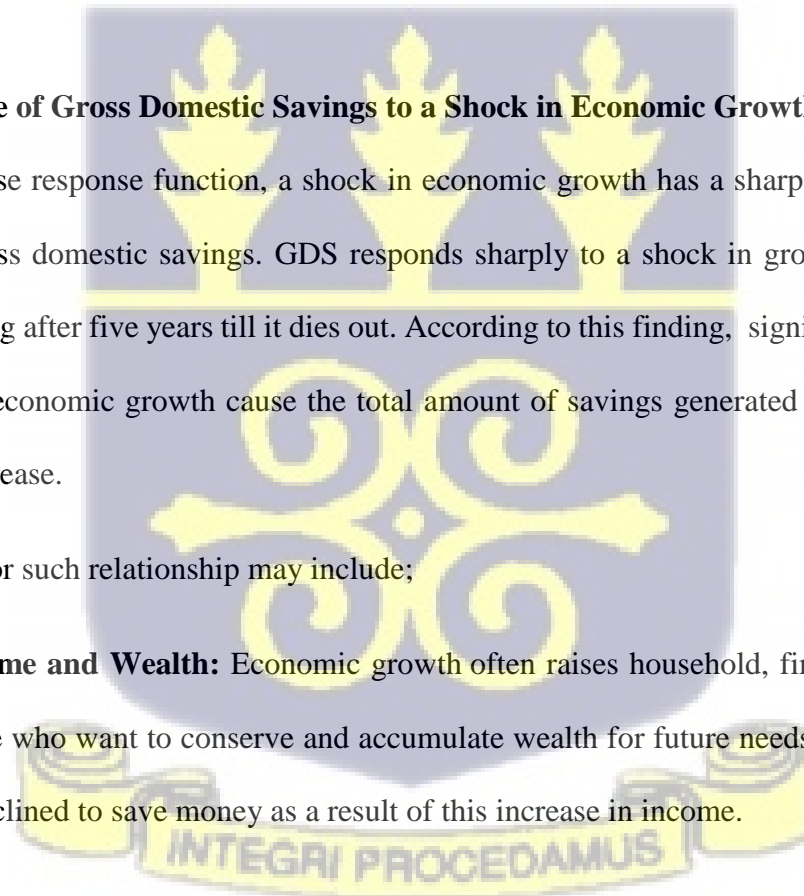 e of Gross Domestic Savings to a Shock in Economic Growth
se response function, a shock in economic growth has a sharp
ss domestic savings. GDS responds sharply to a shock in gro
g after five years till it dies out. According to this finding, signi
economic growth cause the total amount of savings generated
ease.
or such relationship may include;
me and Wealth: Economic growth often raises household, fir
e who want to conserve and accumulate wealth for future needs
clined to save money as a result of this increase in income.
INTEGRI PROCEDAMUS